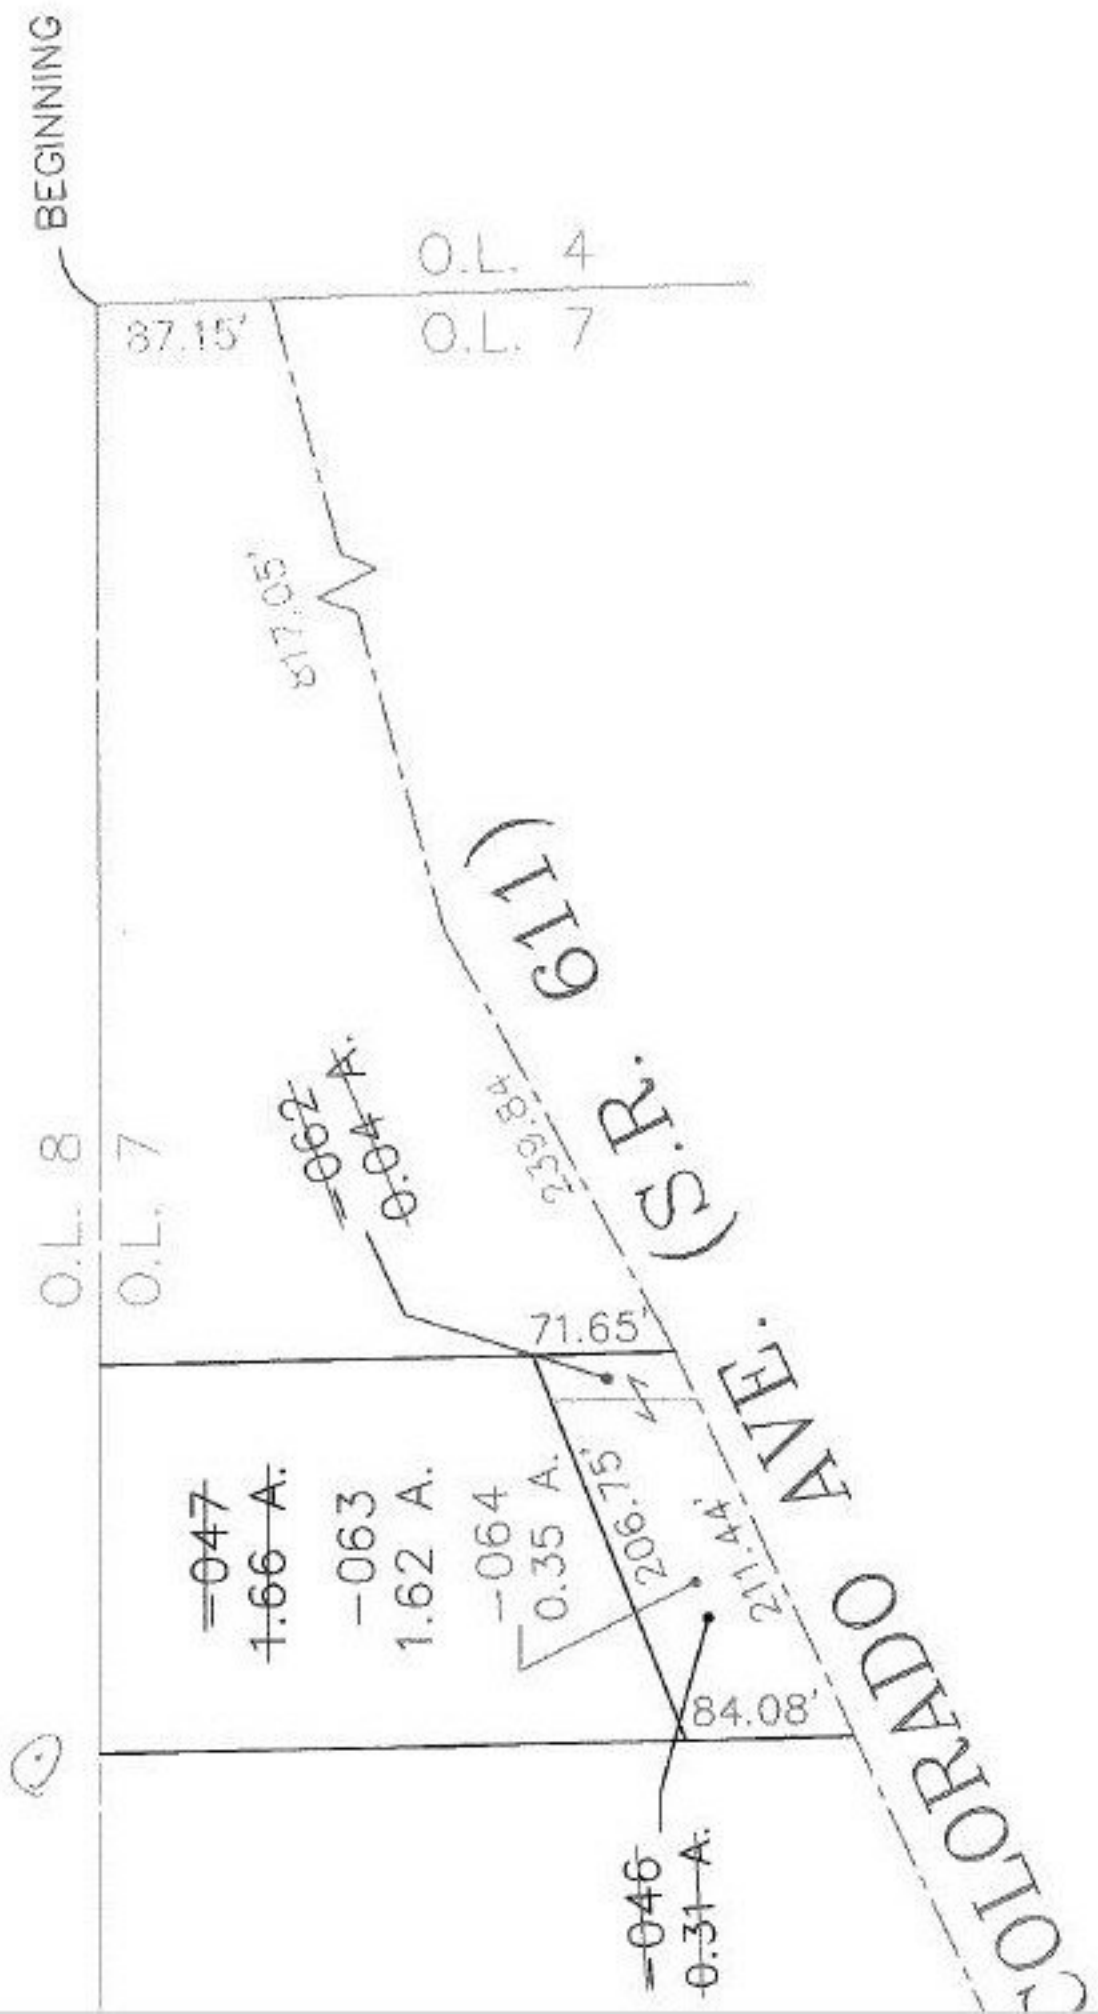 BEGINNING
O.L. 4
O.L. 7
87.15'
817.05'
239.84
O.L. 8
O.L. 7
-062
0.04 A.
71.65'
-047
1.66 A.
-063
1.62 A.
-064
0.35 A.
206.75'
211.44'
84.08'
-046
0.31 A.
COLORADO AVE. (S.R. 611)